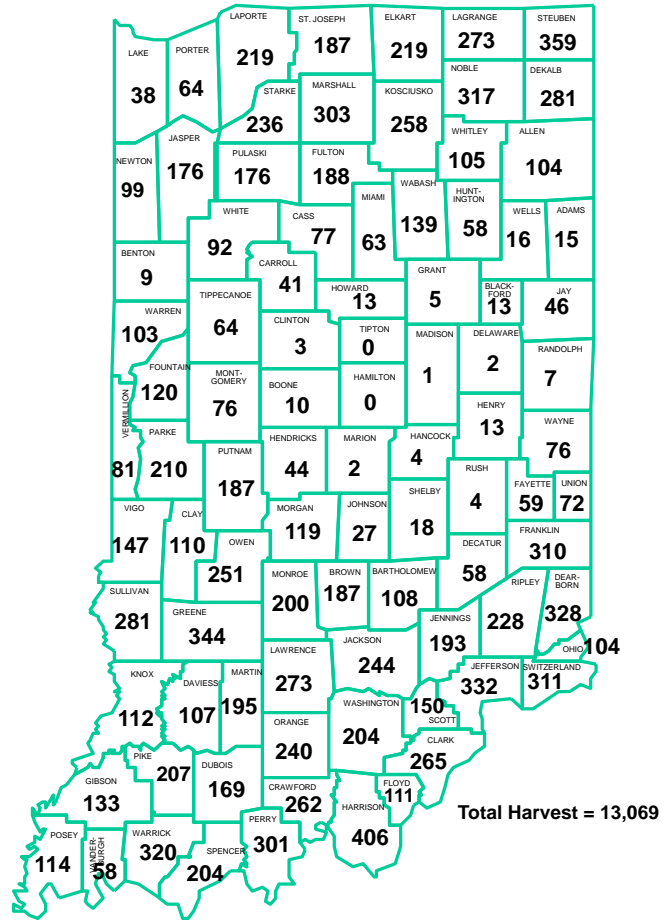 LAPORTE
219
ST. JOSEPH
187
ELKART
219
LAGRANGE
273
STEUBEN
359
LAKE
38
PORTER
64
NOBLE
317
DEKALB
281
STARKE
236
MARSHALL
303
KOSCIUSKO
258
WHITLEY
105
ALLEN
104
NEWTON
99
JASPER
176
PULASKI
176
FULTON
188
MIAMI
63
WABASH
139
HUNT-
INGTON
58
WELLS
16
ADAMS
15
WHITE
92
CASS
77
BENTON
9
CARROLL
41
HOWARD
13
GRANT
5
BLACK-
FORD
13
JAY
46
WARREN
103
TIPPECANOE
64
CLINTON
3
TIPTON
0
MADISON
1
DELAWARE
2
RANDOLPH
7
FOUNTAIN
120
MONT-
GOMERY
76
BOONE
10
HAMILTON
0
HENRY
13
WAYNE
76
VERMILLION
81
PARKE
210
PUTNAM
187
HENDRICKS
44
MARION
2
HANCOCK
4
RUSH
4
FAYETTE
59
UNION
72
VIGO
147
CLAY
110
OWEN
251
MORGAN
119
JOHNSON
27
SHELBY
18
DECATUR
58
FRANKLIN
310
SULLIVAN
281
GREENE
344
MONROE
200
BROWN
187
BARTHOLOMEW
108
JENNINGS
193
RIPLEY
228
DEAR-
BORN
328
OHIO
104
KNOX
112
DAVIESS
107
MARTIN
195
LAWRENCE
273
JACKSON
244
JEFFERSON
332
SWITZERLAND
311
ORANGE
240
WASHINGTON
204
150
SCOTT
CLARK
265
GIBSON
133
PIKE
207
DUBOIS
169
CRAWFORD
262
HARRISON
406
FLOYD
111
Total Harvest = 13,069
POSEY
114
VANDER-
BURGH
58
WARRICK
320
SPENCER
204
PERRY
301